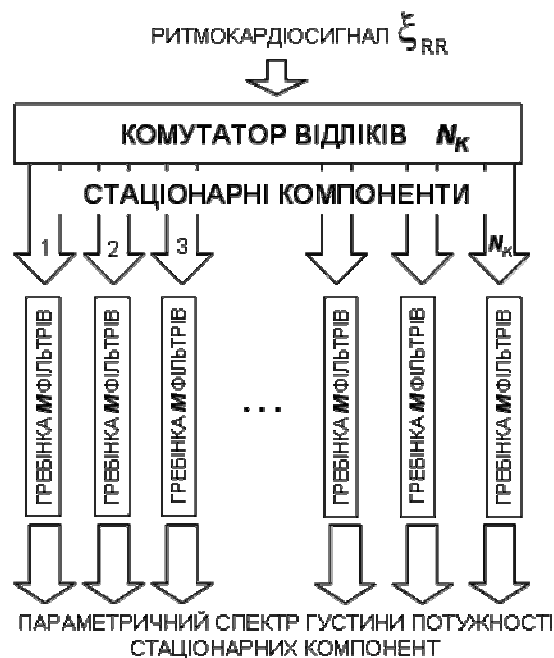 РИТМОКАРДІОСИГНАЛ ξRR
КОМУТАТОР ВІДЛІКІВ NK
СТАЦІОНАРНІ КОМПОНЕНТИ
1 2 3 NK
ГРЕБІНКА M ФІЛЬТРІВ
ГРЕБІНКА M ФІЛЬТРІВ
ГРЕБІНКА M ФІЛЬТРІВ
...
ГРЕБІНКА M ФІЛЬТРІВ
ГРЕБІНКА M ФІЛЬТРІВ
ГРЕБІНКА M ФІЛЬТРІВ
ПАРАМЕТРИЧНИЙ СПЕКТР ГУСТИНИ ПОТУЖНОСТІ
СТАЦІОНАРНИХ КОМПОНЕНТ